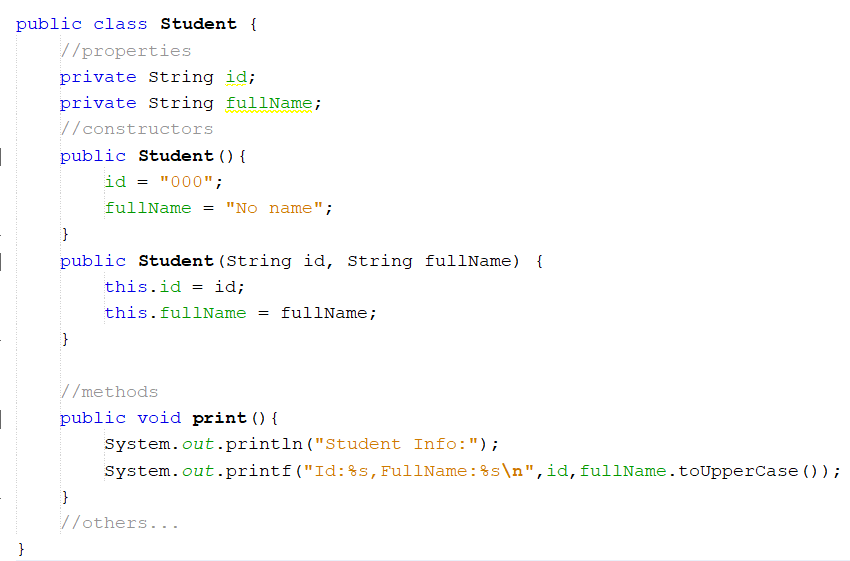 public class Student {
    //properties
    private String id;
    private String fullName;
    //constructors
    public Student(){
        id = "000";
        fullName = "No name";
    }
    public Student(String id, String fullName) {
        this.id = id;
        this.fullName = fullName;
    }
    //methods
    public void print(){
        System.out.println("Student Info:");
        System.out.printf("Id:%s,FullName:%s\n",id,fullName.toUpperCase());
    }
    //others...
}